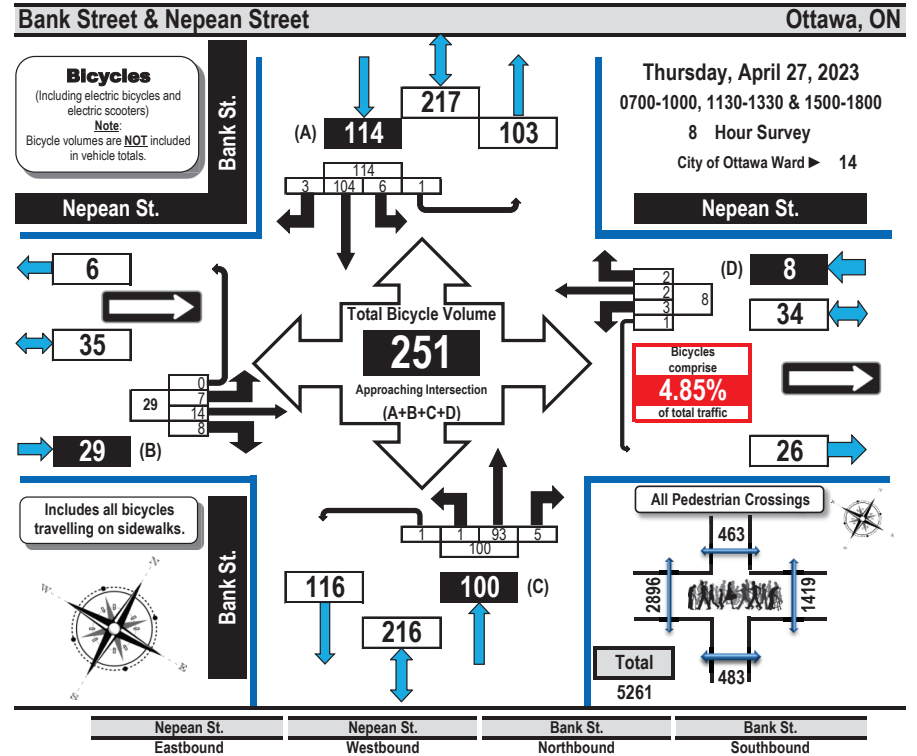 Bank Street & Nepean Street Ottawa, ON
Bicycles
(Including electric bicycles and
electric scooters)
Note:
Bicycle volumes are NOT included
in vehicle totals.
Bank St.
Nepean St.
217
(A) 114 103
114
3 104 6 1
Thursday, April 27, 2023
0700-1000, 1130-1330 & 1500-1800
8 Hour Survey
City of Ottawa Ward ► 14
Nepean St.
6
35
0
7
29
14
8
29 (B)
Total Bicycle Volume
251
Approaching Intersection
(A+B+C+D)
2
2
8
3
1
(D) 8
34
Bicycles
comprise
4.85%
of total traffic
26
Includes all bicycles
travelling on sidewalks.
N
W
E
S
Bank St.
1 1 93 5
100
116 100 (C)
216
All Pedestrian Crossings
463
2896
1419
483
Total
5261
Nepean St. Nepean St. Bank St. Bank St.
Eastbound Westbound Northbound Southbound